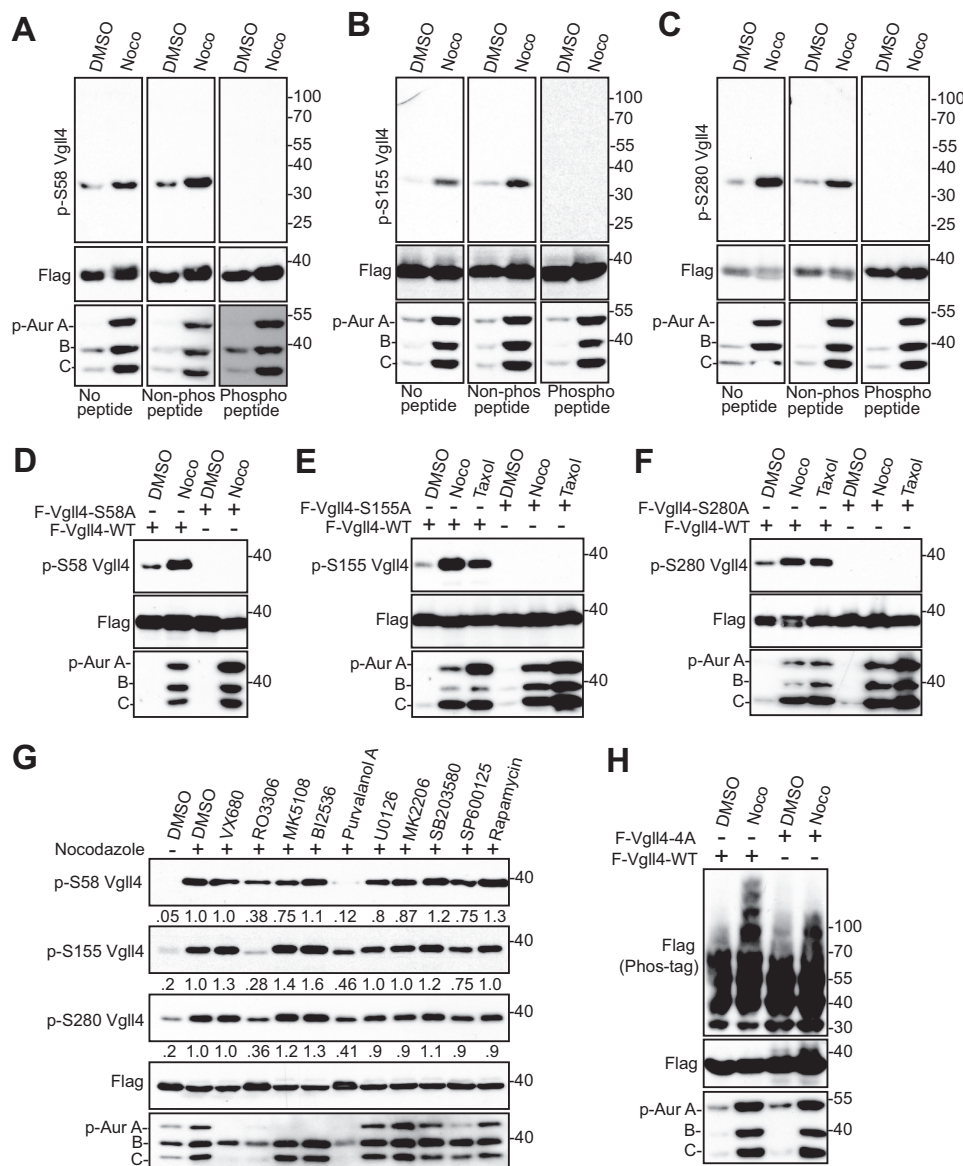 A
B
C
DMSO
Noco
DMSO
Noco
DMSO
Noco
DMSO
Noco
DMSO
Noco
DMSO
Noco
DMSO
Noco
DMSO
Noco
DMSO
Noco
p-S58 Vgll4
-100
-70
-55
-40
-30
-25
p-S155 Vgll4
-100
-70
-55
-40
-30
-25
p-S280 Vgll4
-100
-70
-55
-40
-30
-25
Flag
-40
Flag
-40
Flag
-40
p-Aur A-
B-
C-
-55
-40
p-Aur A-
B-
C-
-55
-40
p-Aur A-
B-
C-
-55
-40
No peptide
Non-phos peptide
Phospho peptide
No peptide
Non-phos peptide
Phospho peptide
No peptide
Non-phos peptide
Phospho peptide
D
DMSO
Noco
DMSO
Noco
F-Vgll4-S58A - - + +
F-Vgll4-WT + + - -
p-S58 Vgll4 -40
Flag -40
p-Aur A-
B- -40
C-
E
DMSO
Noco
Taxol
DMSO
Noco
Taxol
F-Vgll4-S155A - - - + + +
F-Vgll4-WT + + + - - -
p-S155 Vgll4 -40
Flag -40
p-Aur A-
B- -40
C-
F
DMSO
Noco
Taxol
DMSO
Noco
Taxol
F-Vgll4-S280A - - - + + +
F-Vgll4-WT + + + - - -
p-S280 Vgll4 -40
Flag -40
p-Aur A-
B- -40
C-
G
DMSO
DMSO
VX680
RO3306
MK5108
BI2536
Purvalanol A
U0126
MK2206
SB203580
SP600125
Rapamycin
Nocodazole - + + + + + + + + + + +
p-S58 Vgll4 -40
.05 1.0 1.0 .38 .75 1.1 .12 .8 .87 1.2 .75 1.3
p-S155 Vgll4 -40
.2 1.0 1.3 .28 1.4 1.6 .46 1.0 1.0 1.2 .75 1.0
p-S280 Vgll4 -40
.2 1.0 1.0 .36 1.2 1.3 .41 .9 .9 1.1 .9 .9
Flag -40
p-Aur A-
B- -40
C-
H
DMSO
Noco
DMSO
Noco
F-Vgll4-4A - - + +
F-Vgll4-WT + + - -
Flag
(Phos-tag)
-100
-70
-55
-40
-30
Flag -40
p-Aur A- -55
B- -40
C-